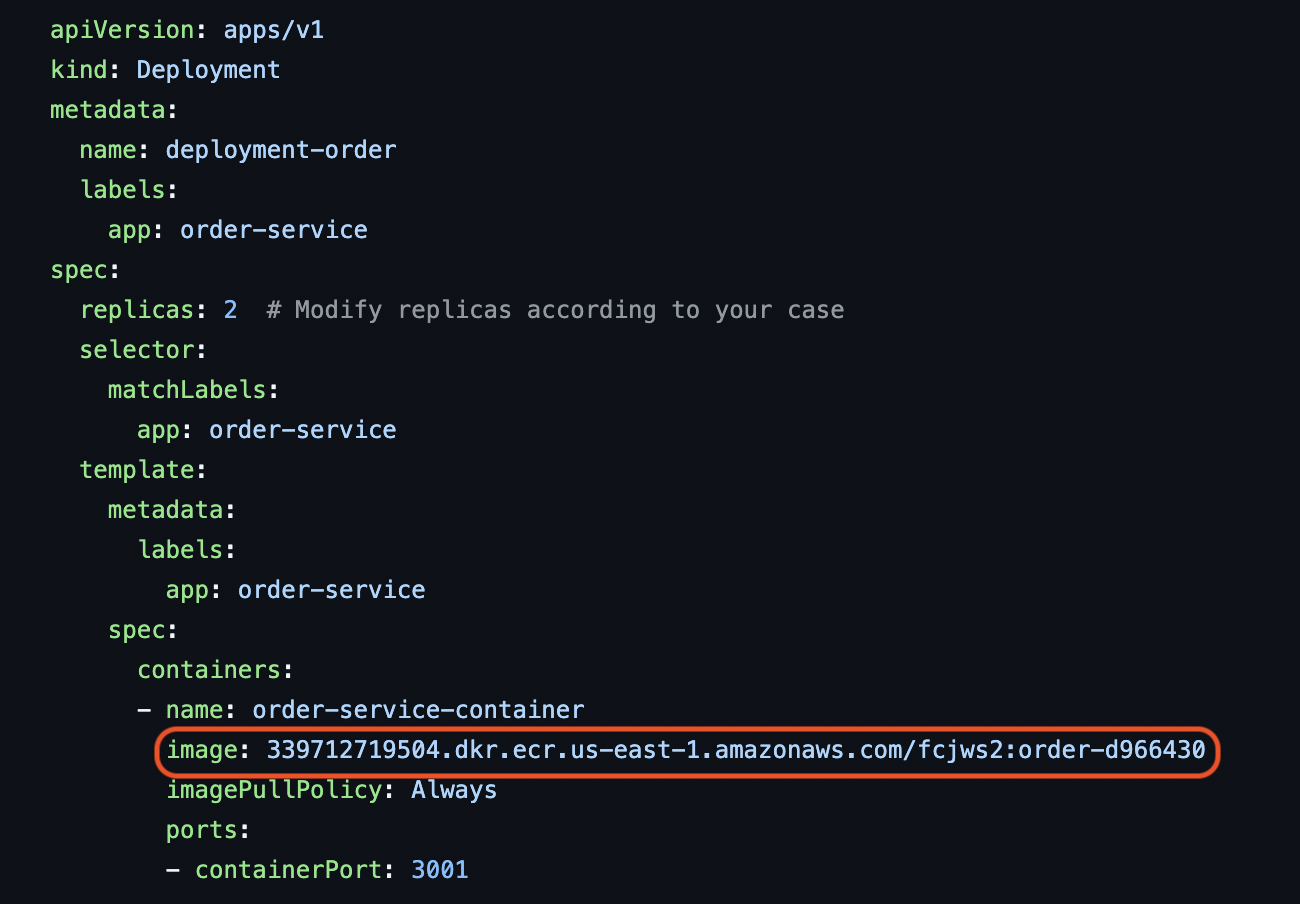 apiVersion: apps/v1
kind: Deployment
metadata:
  name: deployment-order
  labels:
    app: order-service
spec:
  replicas: 2  # Modify replicas according to your case
  selector:
    matchLabels:
      app: order-service
  template:
    metadata:
      labels:
        app: order-service
    spec:
      containers:
      - name: order-service-container
        image: 339712719504.dkr.ecr.us-east-1.amazonaws.com/fcjws2:order-d966430
        imagePullPolicy: Always
        ports:
        - containerPort: 3001